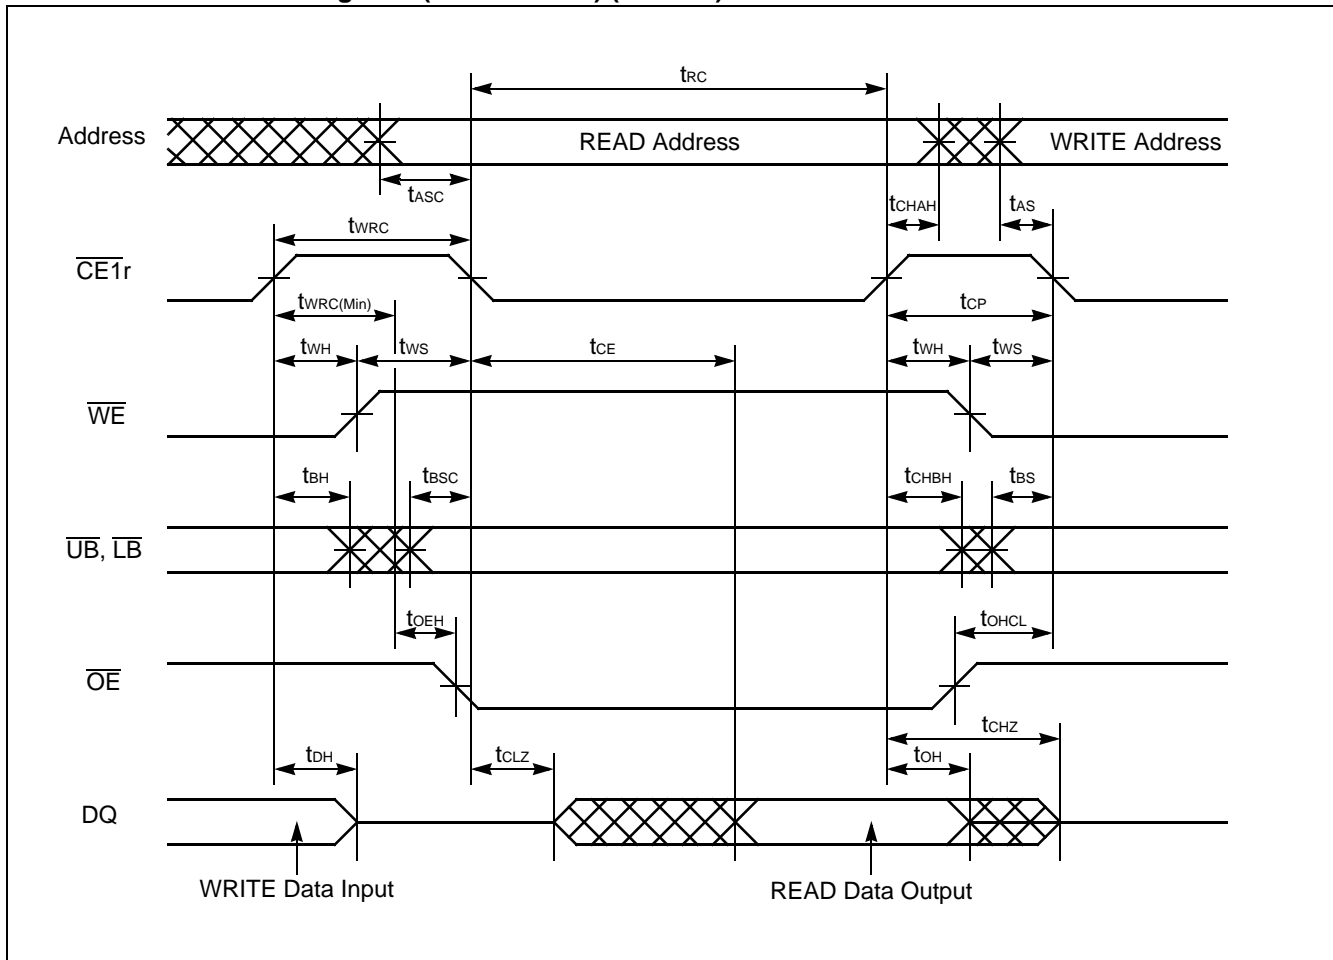 tRC
Address
READ Address
WRITE Address
tASC
tCHAH
tAS
tWRC
CE1r
tWRC(Min)
tCP
tWH
tWS
tCE
tWH
tWS
WE
tBH
tBSC
tCHBH
tBS
UB, LB
tOEH
tOHCL
OE
tCHZ
tDH
tCLZ
tOH
DQ
WRITE Data Input
READ Data Output